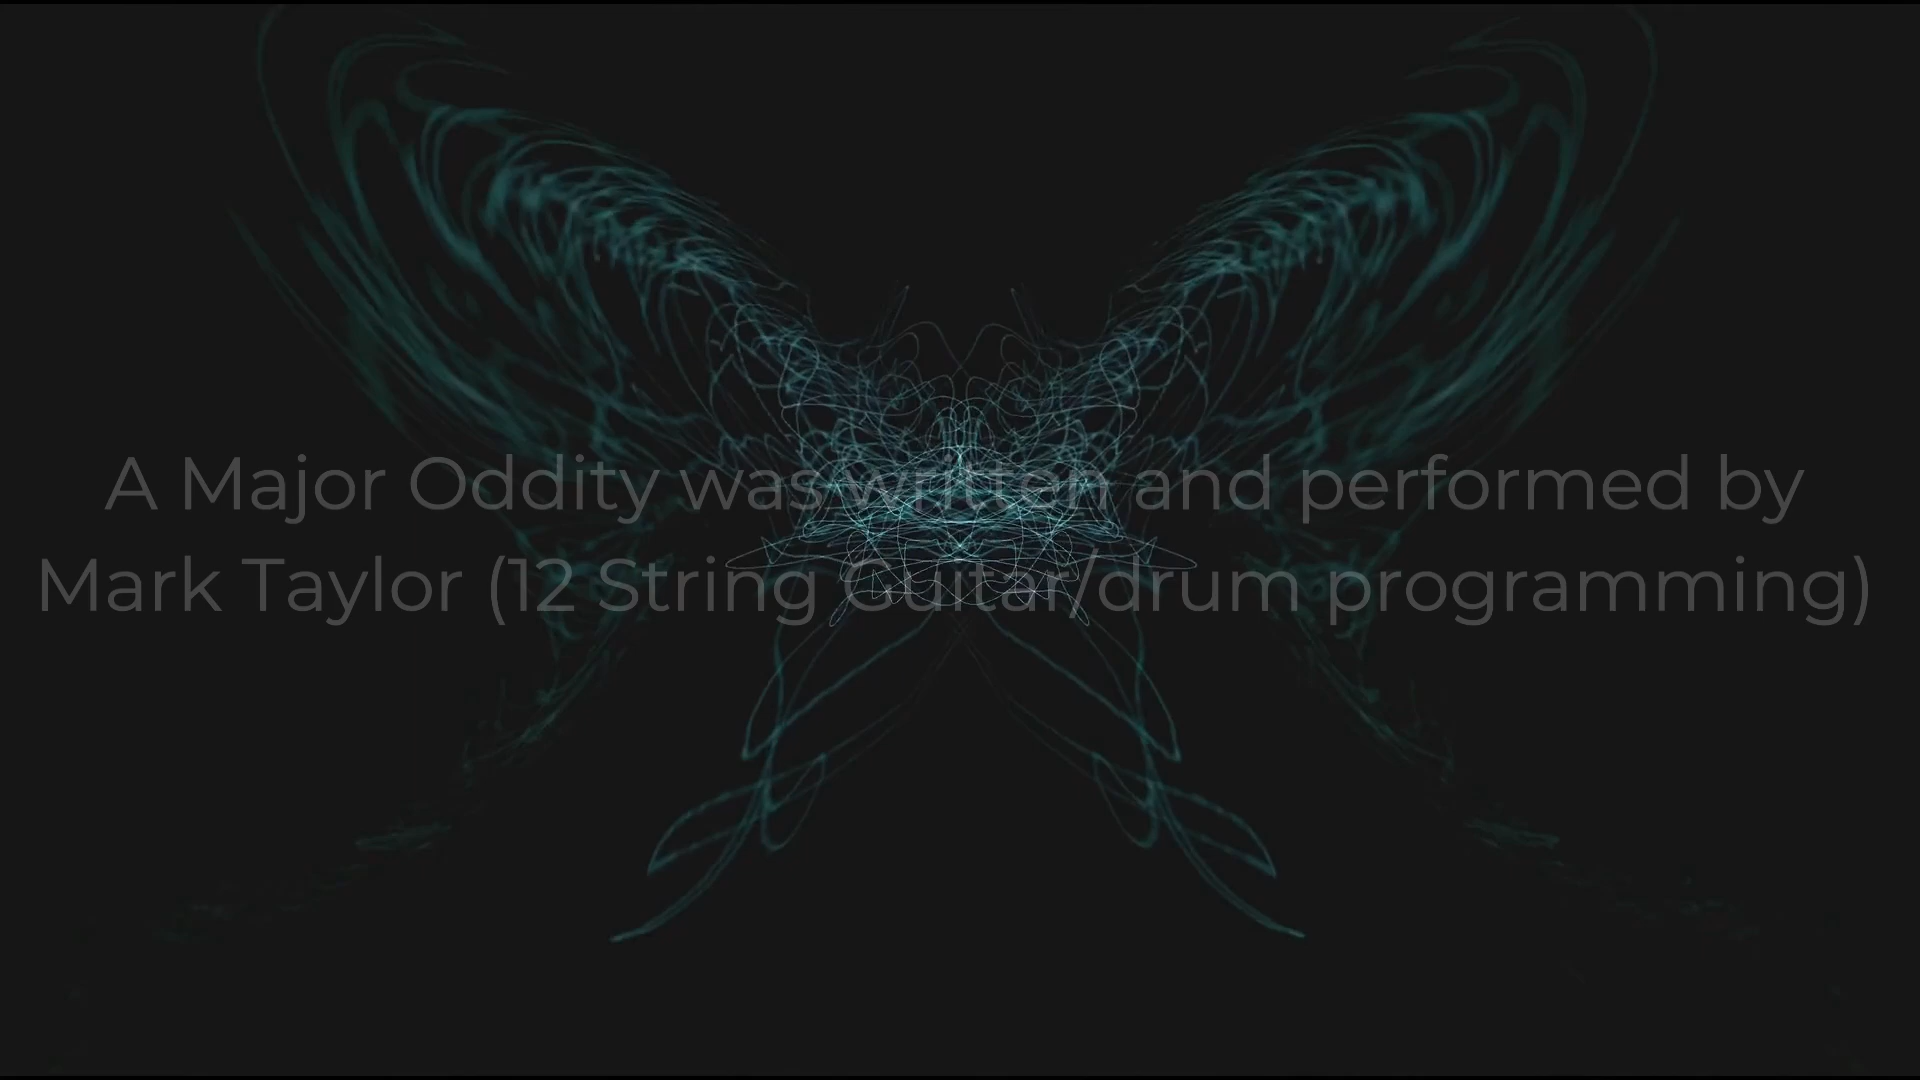 A Major Oddity was written and performed by
Mark Taylor (12 String Guitar/drum programming)